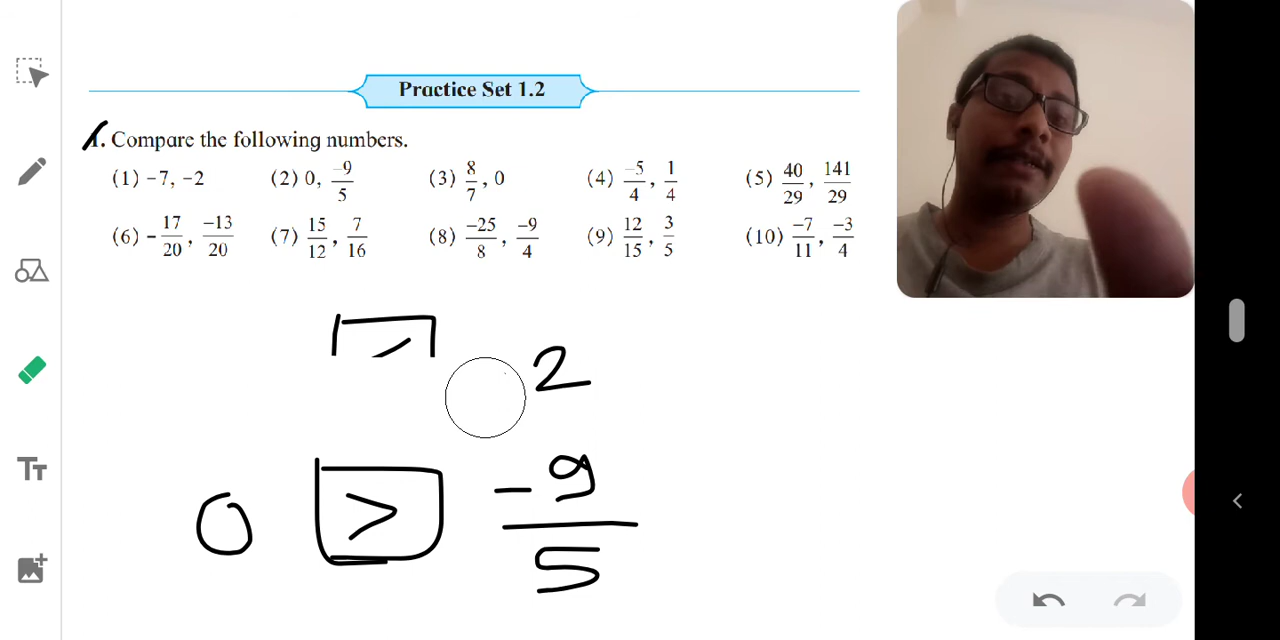 Practice Set 1.2
1. Compare the following numbers.
(1) -7, -2 (2) 0, -9/5 (3) 8/7, 0 (4) -5/4, 1/4 (5) 40/29, 141/29
(6) -17/20, -13/20 (7) 15/12, 7/16 (8) -25/8, -9/4 (9) 12/15, 3/5 (10) -7/11, -3/4
2
0 > -9/5
Tт